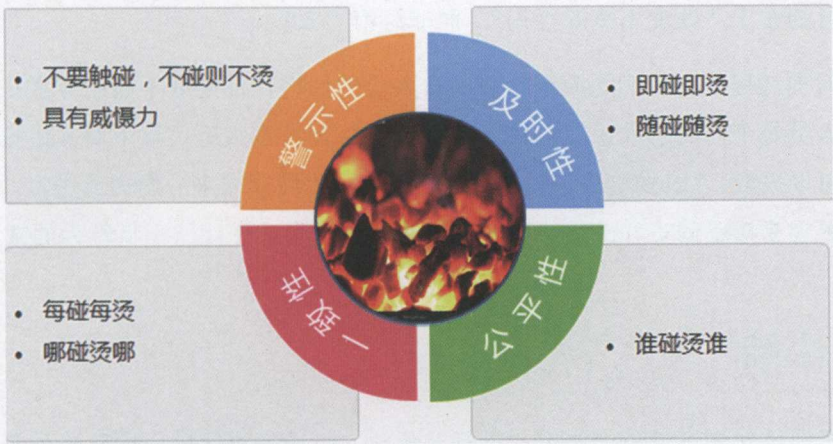 • 不要触碰，不碰则不烫
• 具有威慑力
警示性
及时性
• 即碰即烫
• 随碰随烫
• 每碰每烫
• 哪碰烫哪
一致性
公平性
• 谁碰烫谁